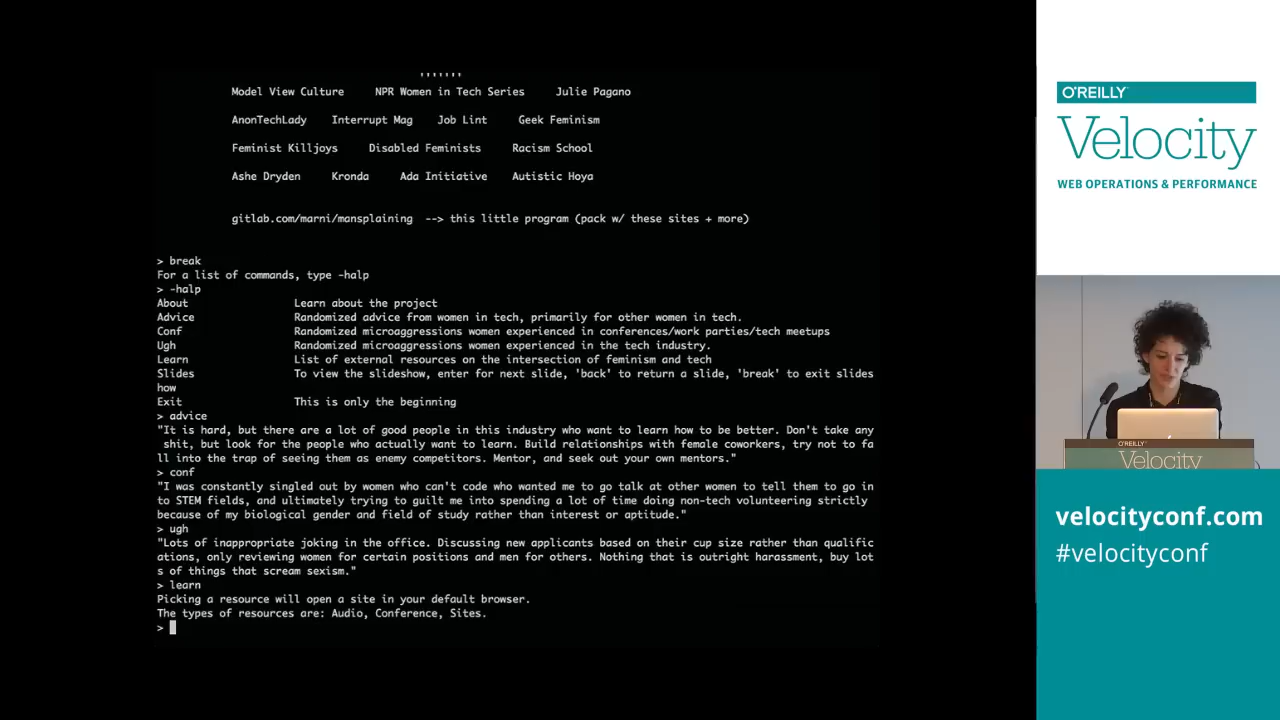 Model View Culture NPR Women in Tech Series Julie Pagano
AnonTechLady Interrupt Mag Job Lint Geek Feminism
Feminist Killjoys Disabled Feminists Racism School
Ashe Dryden Kronda Ada Initiative Autistic Hoya
gitlab.com/marni/mansplaining --> this little program (pack w/ these sites + more)
> break
For a list of commands, type -halp
> -halp
About Learn about the project
Advice Randomized advice from women in tech, primarily for other women in tech.
Conf Randomized microaggressions women experienced in conferences/work parties/tech meetups
Ugh Randomized microaggressions women experienced in the tech industry.
Learn List of external resources on the intersection of feminism and tech
Slides To view the slideshow, enter for next slide, 'back' to return a slide, 'break' to exit slides
how
Exit This is only the beginning
> advice
"It is hard, but there are a lot of good people in this industry who want to learn how to be better. Don't take any
shit, but look for the people who actually want to learn. Build relationships with female coworkers, try not to fa
ll into the trap of seeing them as enemy competitors. Mentor, and seek out your own mentors."
> conf
"I was constantly singled out by women who can't code who wanted me to go talk at other women to tell them to go in
to STEM fields, and ultimately trying to guilt me into spending a lot of time doing non-tech volunteering strictly
because of my biological gender and field of study rather than interest or aptitude."
> ugh
"Lots of inappropriate joking in the office. Discussing new applicants based on their cup size rather than qualific
ations, only reviewing women for certain positions and men for others. Nothing that is outright harassment, buy lot
s of things that scream sexism."
> learn
Picking a resource will open a site in your default browser.
The types of resources are: Audio, Conference, Sites.
>
O'REILLY
Velocity
WEB OPERATIONS & PERFORMANCE
O'REILLY
Velocity
velocityconf.com
#velocityconf